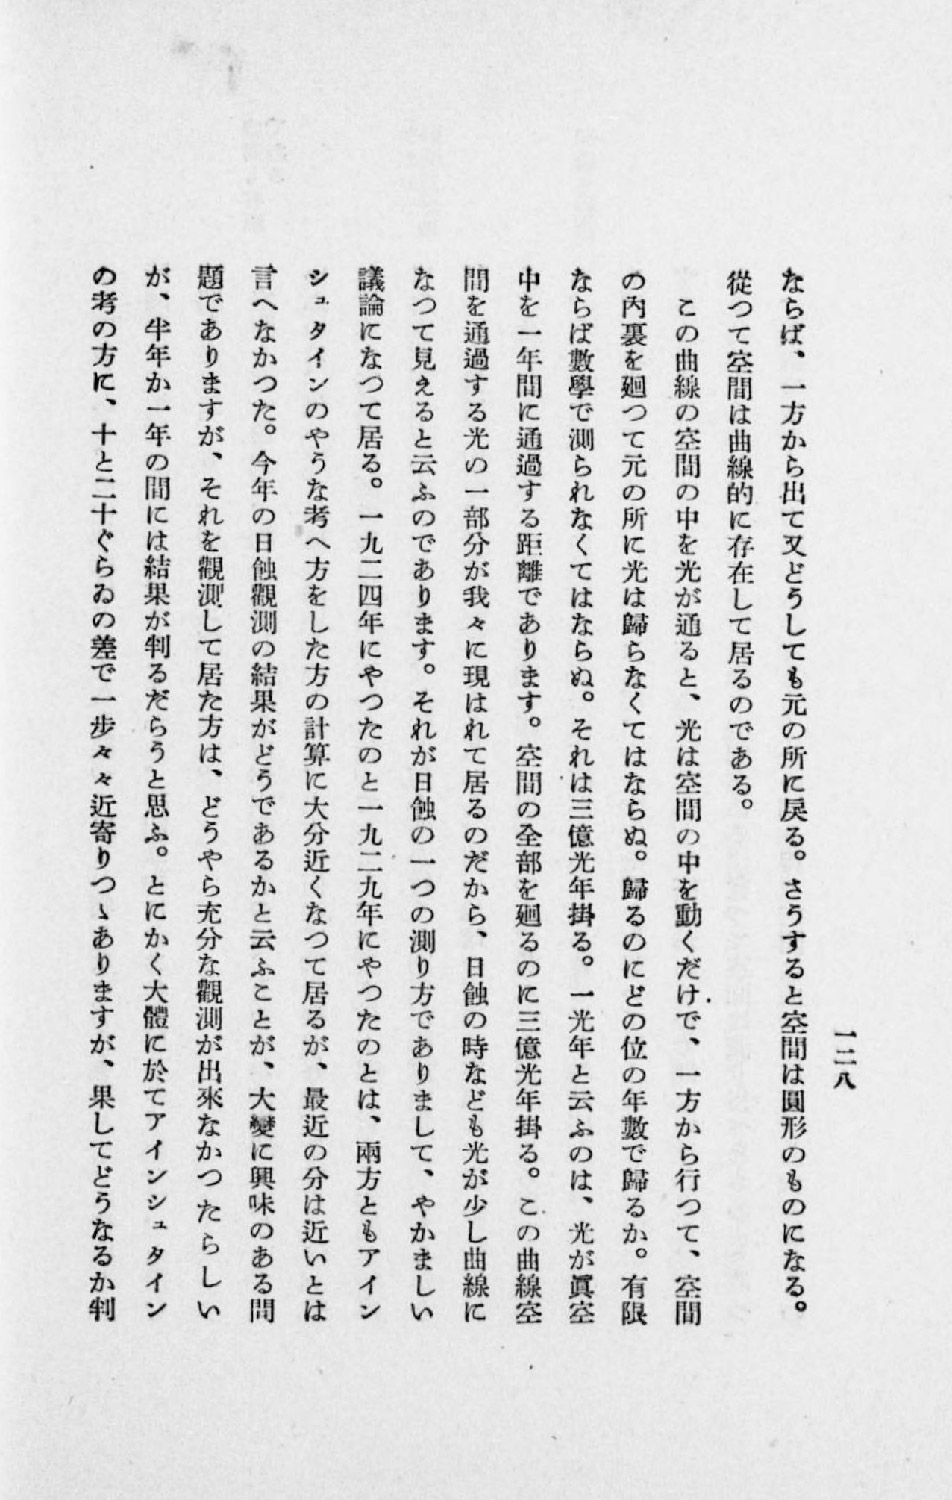 一二八
ならば、一方から出て又どうしても元の所に戻る。さうすると空間は圓形のものになる。
從つて空間は曲線的に存在して居るのである。
この曲線の空間の中を光が通ると、光は空間の中を動くだけで、一方から行つて、空間
の內裏を廻つて元の所に光は歸らなくてはならぬ。歸るのにどの位の年數で歸るか。有限
ならば數學で測られなくてはならぬ。それは三億光年掛る。一光年と云ふのは、光が眞空
中を一年間に通過する距離であります。空間の全部を廻るのに三億光年掛る。この曲線空
間を通過する光の一部分が我々に現はれて居るのだから、日蝕の時なども光が少し曲線に
なつて見えると云ふのであります。それが日蝕の一つの測り方でありまして、やかましい
議論になつて居る。一九二四年にやつたのと一九二九年にやつたのとは、兩方ともアイン
シュタインのやうな考へ方をした方の計算に大分近くなつて居るが、最近の分は近いとは
言へなかつた。今年の日蝕觀測の結果がどうであるかと云ふことが、大變に興味のある問
題でありますが、それを觀測して居た方は、どうやら充分な觀測が出來なかつたらしい
が、半年か一年の間には結果が判るだらうと思ふ。とにかく大體に於てアインシュタイン
の考の方に、十と二十ぐらゐの差で一步々々近寄りつゝありますが、果してどうなるか判